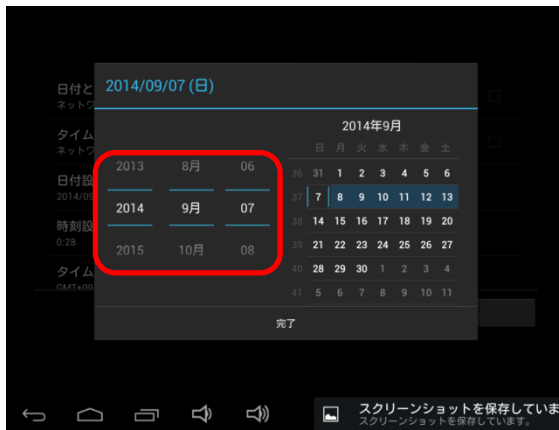 2014/09/07 (日)
日付と
ネットワ
タイム
ネットワ
日付設
2014/09
時刻設
0:28
タイム
GMT+09
2013 8月 06
2014 9月 07
2015 10月 08
2014年9月
日 月 火 水 木 金 土
36 31 1 2 3 4 5 6
37 7 8 9 10 11 12 13
38 14 15 16 17 18 19 20
39 21 22 23 24 25 26 27
40 28 29 30 1 2 3 4
41 5 6 7 8 9 10 11
完了
スクリーンショットを保存していま
スクリーンショットを保存しています。